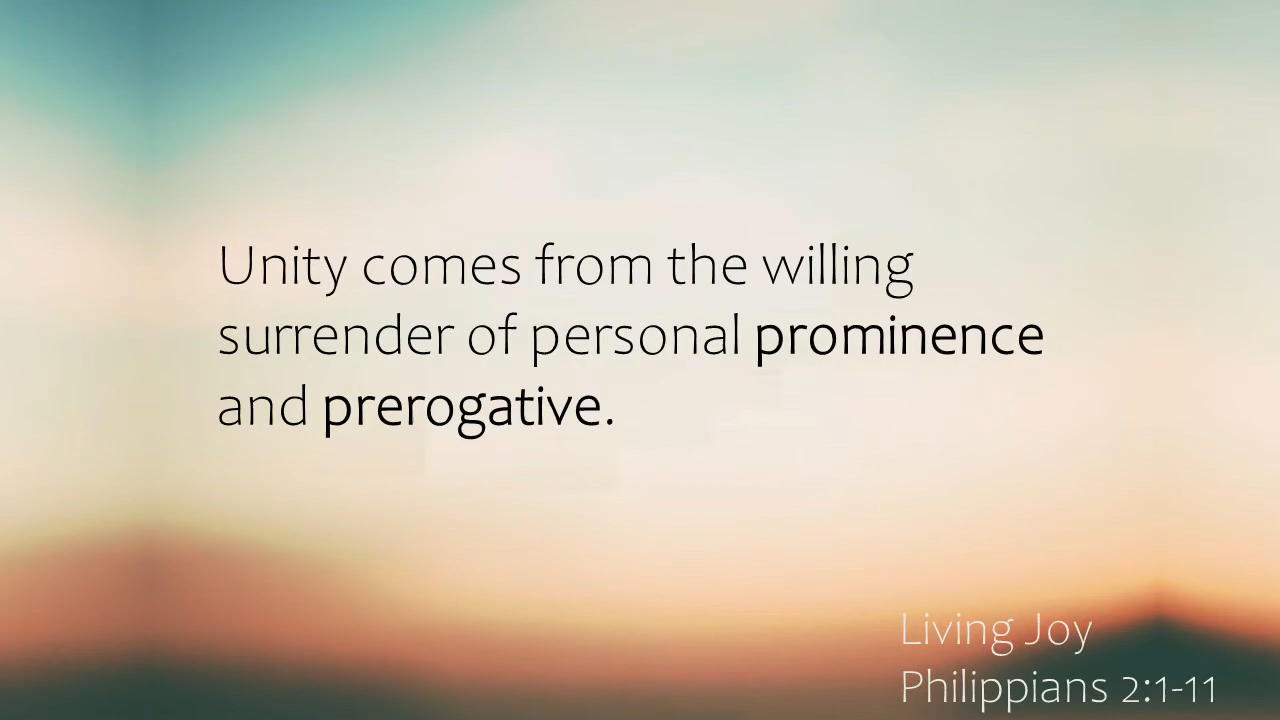 Unity comes from the willing
surrender of personal prominence
and prerogative.
Living Joy
Philippians 2:1-11